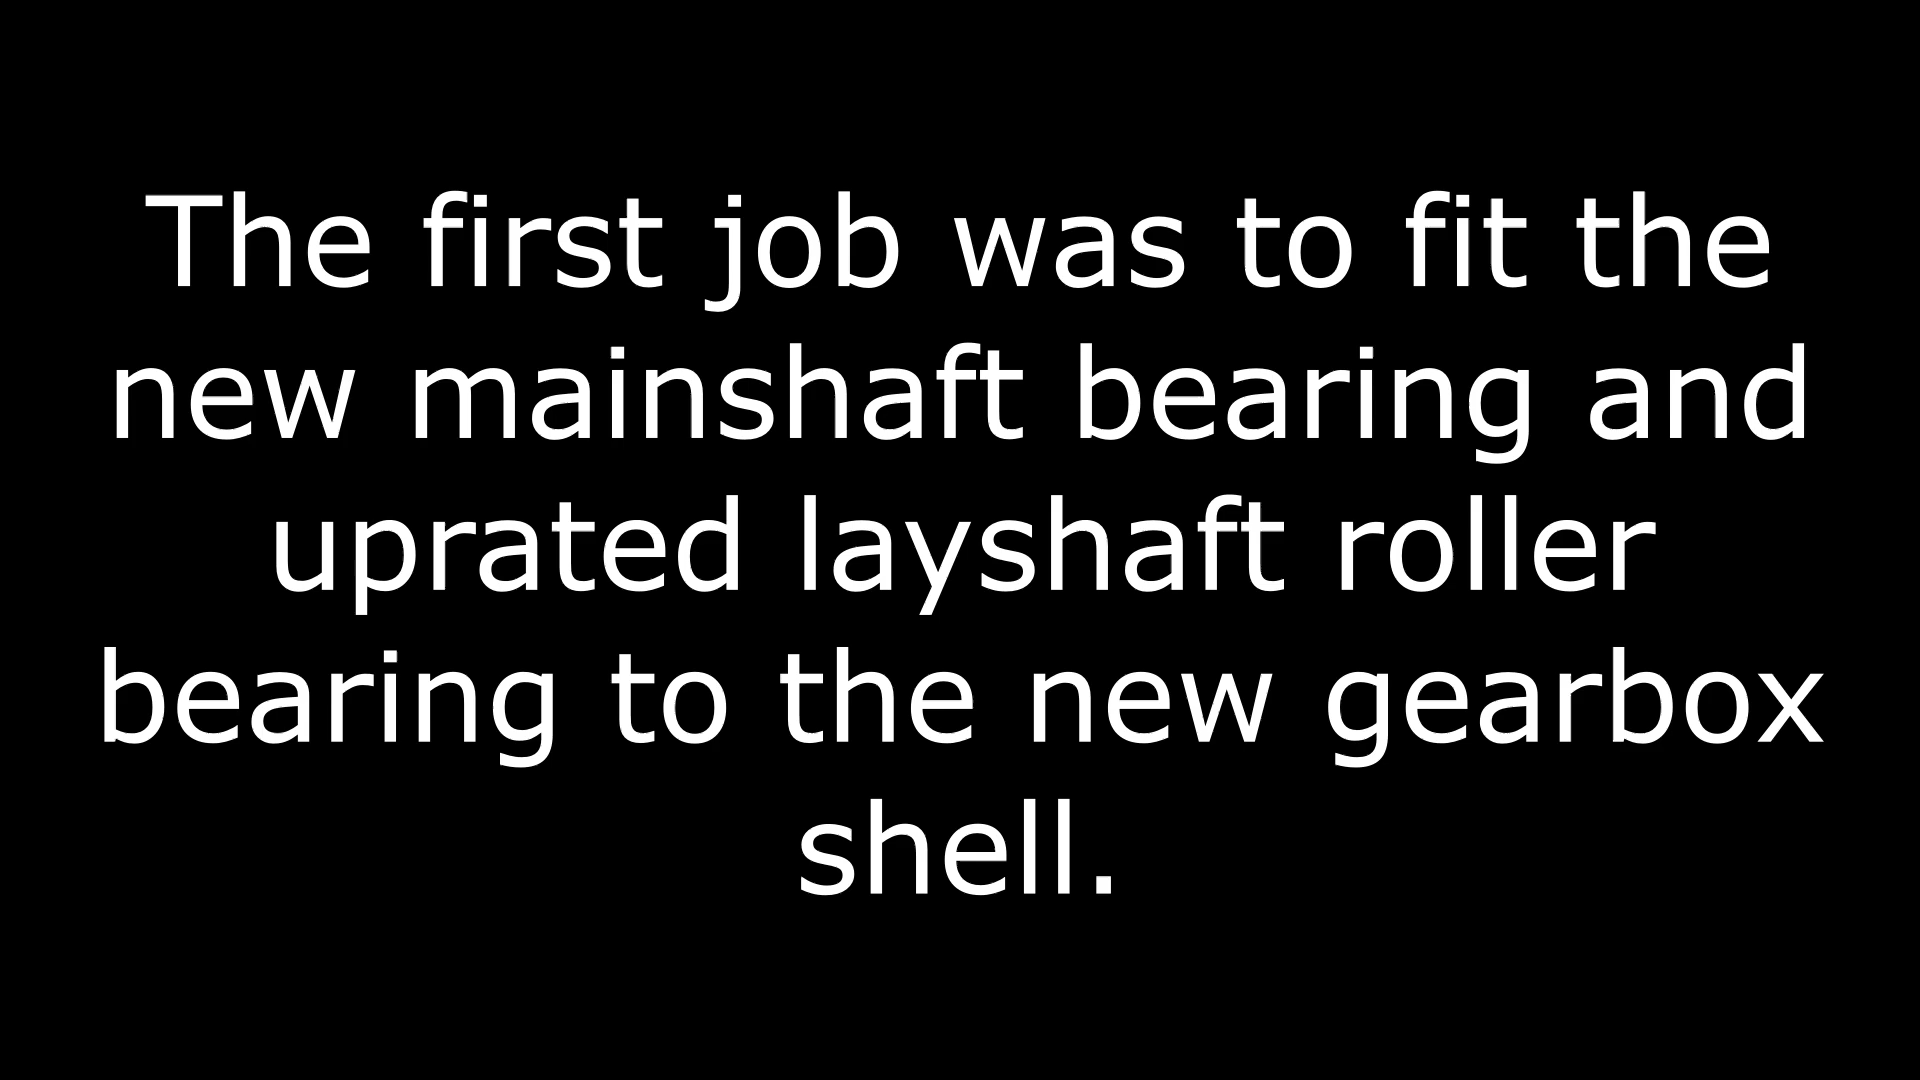 The first job was to fit the
new mainshaft bearing and
uprated layshaft roller
bearing to the new gearbox
shell.